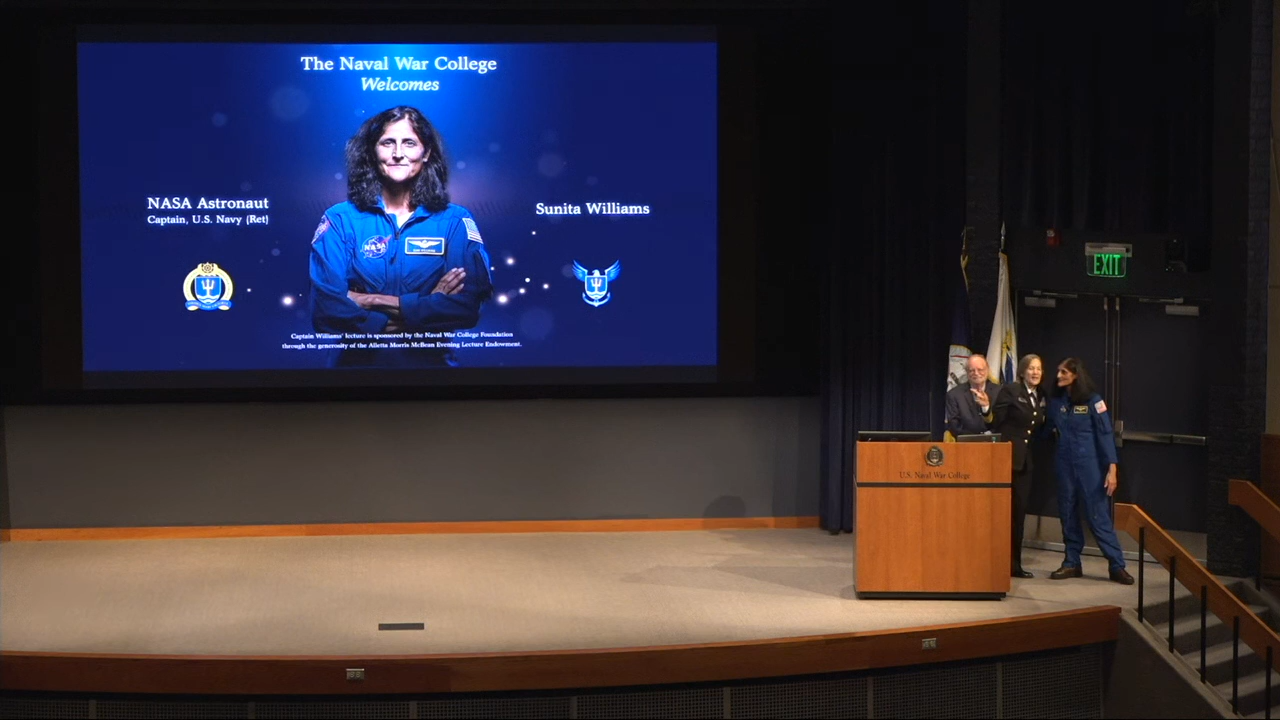 The Naval War College
Welcomes
NASA Astronaut
Captain, U.S. Navy (Ret)
Sunita Williams
NASA
Captain Williams' lecture is sponsored by the Naval War College Foundation
through the generosity of the Alletta Morris McBean Evening Lecture Endowment.
EXIT
U.S. Naval War College